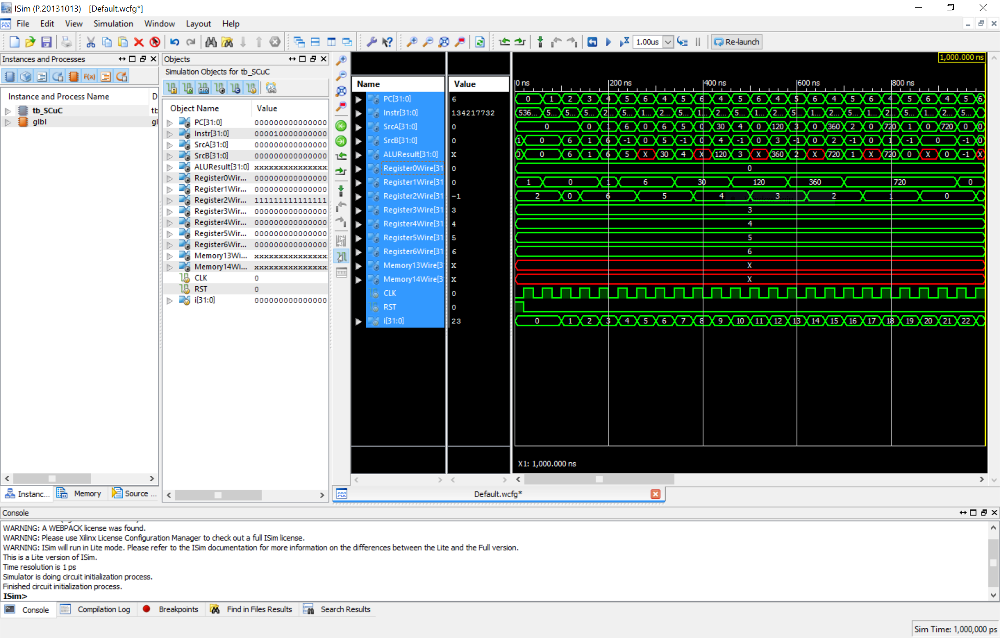 ISim (P.20131013) - [Default.wcfg*]
File Edit View Simulation Window Layout Help
1.00us Re-launch
Instances and Processes
Instance and Process Name D
tb_SCuC tb
glbl gl
Instanc... Memory Source ...
Objects
Simulation Objects for tb_SCuC
Object Name Value
PC[31:0] 000000000000000
Instr[31:0] 000010000000000
SrcA[31:0] 000000000000000
SrcB[31:0] 000000000000000
ALUResult[31:0] xxxxxxxxxxxxxxx
Register0Wir... 000000000000000
Register1Wir... 000000000000000
Register2Wir... 111111111111111
Register3Wir... 000000000000000
Register4Wir... 000000000000000
Register5Wir... 000000000000000
Register6Wir... 000000000000000
Memory13Wi... xxxxxxxxxxxxxxx
Memory14Wi... xxxxxxxxxxxxxxx
CLK 0
RST 0
i[31:0] 000000000000000
1,000.000 ns
Name Value 0 ns 200 ns 400 ns 600 ns 800 ns
PC[31:0] 6 0 1 2 3 4 5 6 4 5 6 4 5 6 4 5 6 4 5 6 4 5 6 4 5 6
Instr[31:0] 134217732 536... 5... 5... 5... 2... 5... 1... 2... 5... 1... 2... 5... 1... 2... 5... 1... 2... 5... 1... 2... 5... 1... 2... 5...
SrcA[31:0] 0 0 0 1 6 0 6 5 0 30 4 0 120 3 0 360 2 0 720 1 0 720 0 0
SrcB[31:0] 0 1 0 6 1 6 -1 0 5 -1 0 4 -1 0 3 -1 0 2 -1 0 1 -1 0 -1 0
ALUResult[31:0] X 0 0 6 1 6 5 X 30 4 X 120 3 X 360 2 X 720 1 X 720 0 X 0 -1 X
Register0Wire[31 0 0
Register1Wire[31 0 1 0 1 6 30 120 360 720 0
Register2Wire[31 -1 2 0 6 5 4 3 2 1 0
Register3Wire[31 3 3
Register4Wire[31 4 4
Register5Wire[31 5 5
Register6Wire[31 6 6
Memory13Wire[3 X X
Memory14Wire[3 X X
CLK 0
RST 0
i[31:0] 23 0 1 2 3 4 5 6 7 8 9 10 11 12 13 14 15 16 17 18 19 20 21 22
X1: 1,000.000 ns
Default.wcfg*
Console
WARNING: A WEBPACK license was found.
WARNING: Please use Xilinx License Configuration Manager to check out a full ISim license.
WARNING: ISim will run in Lite mode. Please refer to the ISim documentation for more information on the differences between the Lite and the Full version.
This is a Lite version of ISim.
Time resolution is 1 ps
Simulator is doing circuit initialization process.
Finished circuit initialization process.
ISim>
Console Compilation Log Breakpoints Find in Files Results Search Results
Sim Time: 1,000,000 ps